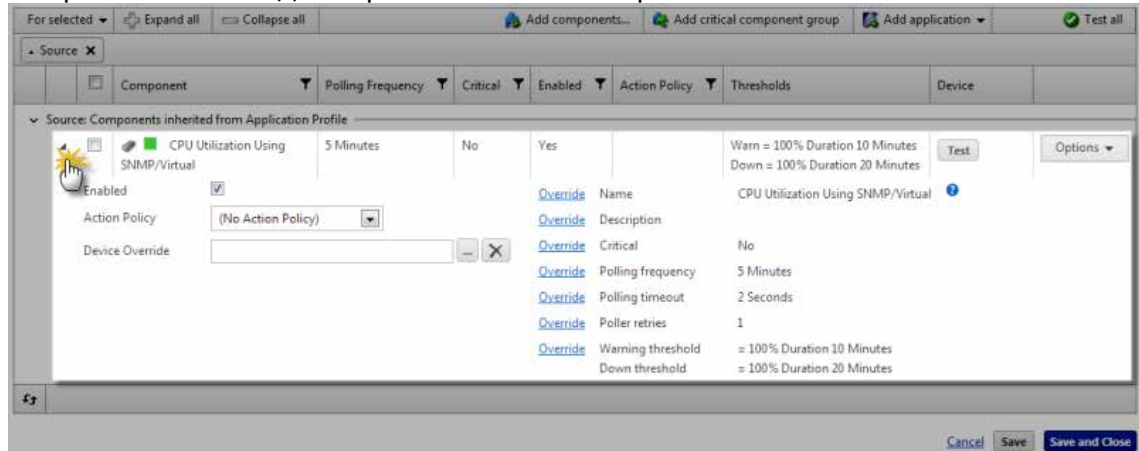 For selected Expand all Collapse all Add components... Add critical component group Add application Test all
Source
Component Polling Frequency Critical Enabled Action Policy Thresholds Device
Source: Components inherited from Application Profile
CPU Utilization Using 5 Minutes No Yes Warn = 100% Duration 10 Minutes Test Options
SNMP/Virtual Down = 100% Duration 20 Minutes
Enabled Override Name CPU Utilization Using SNMP/Virtual
Action Policy (No Action Policy) Override Description
Device Override ... Override Critical No
Override Polling frequency 5 Minutes
Override Polling timeout 2 Seconds
Override Poller retries 1
Override Warning threshold = 100% Duration 10 Minutes
Down threshold = 100% Duration 20 Minutes
Cancel Save Save and Close